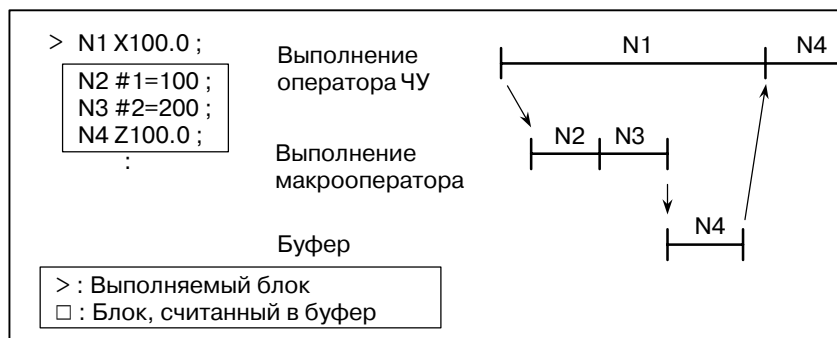 > N1 X100.0 ;
N2 #1=100 ;
N3 #2=200 ;
N4 Z100.0 ;
:
Выполнение
оператора ЧУ
N1
N4
Выполнение
макрооператора
N2
N3
Буфер
N4
> : Выполняемый блок
□ : Блок, считанный в буфер